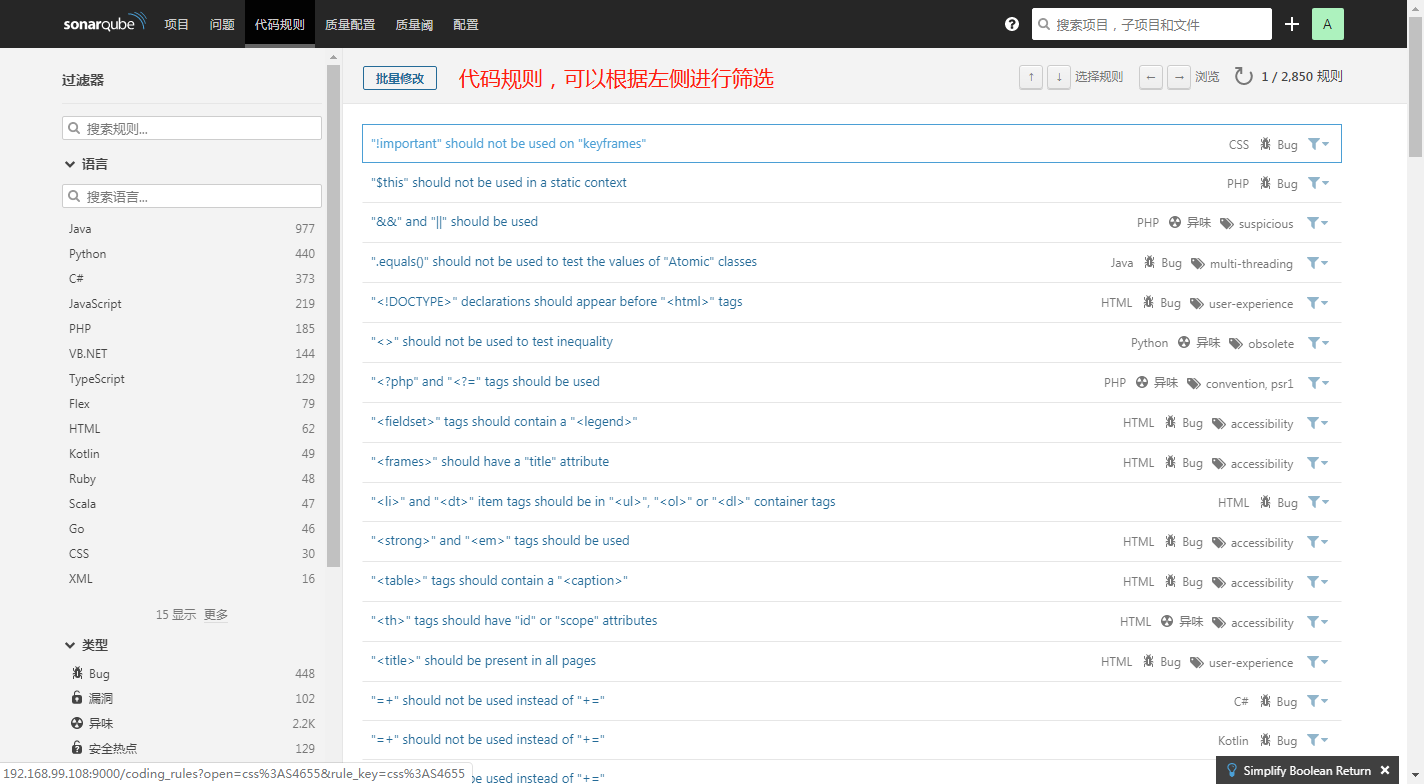 sonarqube 项目 问题 代码规则 质量配置 质量阈 配置 搜索项目，子项目和文件 A
过滤器
搜索规则...
语言
搜索语言...
Java 977
Python 440
C# 373
JavaScript 219
PHP 185
VB.NET 144
TypeScript 129
Flex 79
HTML 62
Kotlin 49
Ruby 48
Scala 47
Go 46
CSS 30
XML 16
15 显示 更多
类型
Bug 448
漏洞 102
异味 2.2K
安全热点 129
批量修改 代码规则，可以根据左侧进行筛选 ↑ ↓ 选择规则 ← → 浏览 1 / 2,850 规则
"!important" should not be used on "keyframes" CSS Bug
"$this" should not be used in a static context PHP Bug
"&&" and "||" should be used PHP 异味 suspicious
".equals()" should not be used to test the values of "Atomic" classes Java Bug multi-threading
"<!DOCTYPE>" declarations should appear before "<html>" tags HTML Bug user-experience
"<>" should not be used to test inequality Python 异味 obsolete
"<?php" and "<?=" tags should be used PHP 异味 convention, psr1
"<fieldset>" tags should contain a "<legend>" HTML Bug accessibility
"<frames>" should have a "title" attribute HTML Bug accessibility
"<li>" and "<dt>" item tags should be in "<ul>", "<ol>" or "<dl>" container tags HTML Bug
"<strong>" and "<em>" tags should be used HTML Bug accessibility
"<table>" tags should contain a "<caption>" HTML Bug accessibility
"<th>" tags should have "id" or "scope" attributes HTML 异味 accessibility
"<title>" should be present in all pages HTML Bug user-experience
"=+" should not be used instead of "+=" C# Bug
"=+" should not be used instead of "+=" Kotlin Bug
be used instead of "+="
192.168.99.108:9000/coding_rules?open=css%3AS4655&rule_key=css%3AS4655
Simplify Boolean Return ×